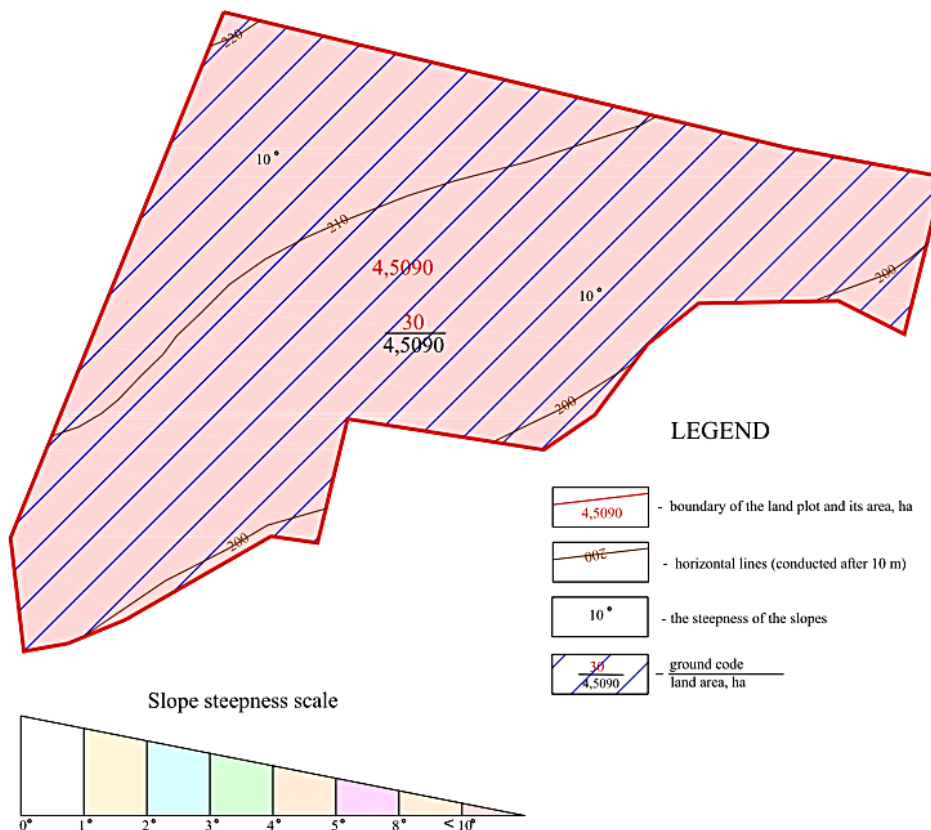 220
10°
210
4,5090
10°
200
30
4,5090
200
LEGEND
4,5090 - boundary of the land plot and its area, ha
200
200 - horizontal lines (conducted after 10 m)
10° - the steepness of the slopes
30 ground code
4,5090 - land area, ha
Slope steepness scale
0° 1° 2° 3° 4° 5° 8° < 10°